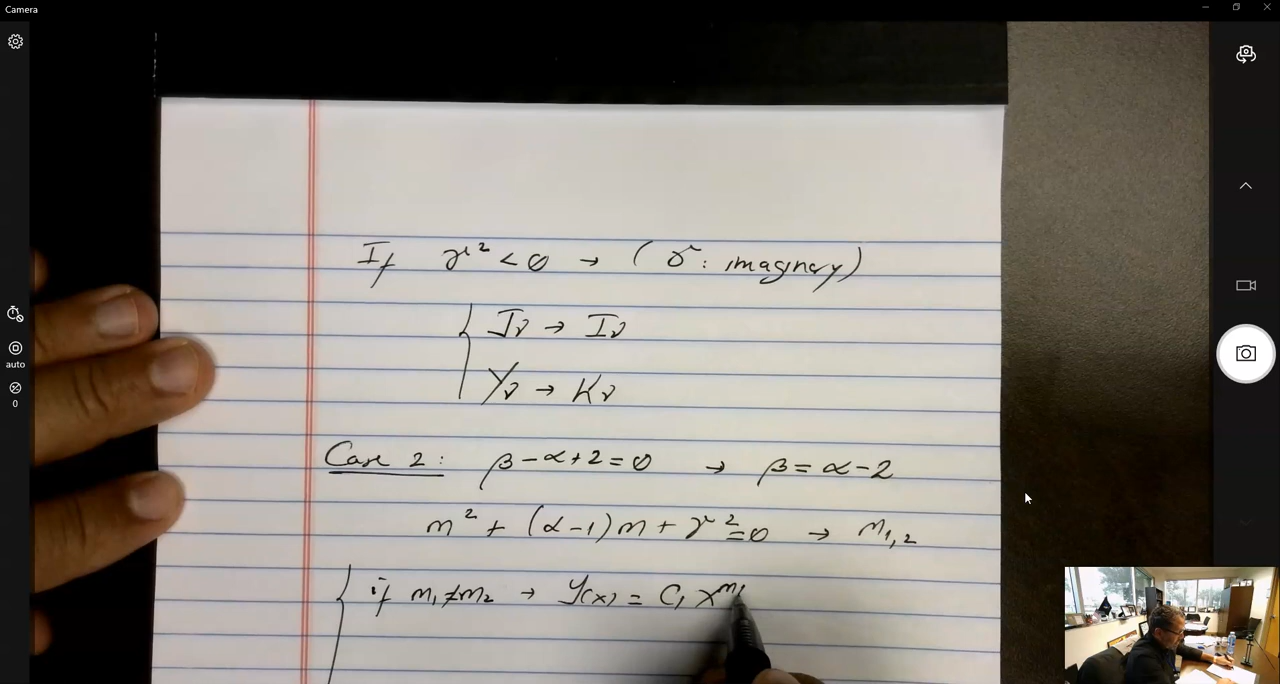 Camera
If γ² < 0 → ( γ : imaginary )
Jν → Iν
Yν → Kν
Case 2 : β - α + 2 = 0 → β = α - 2
m² + (α-1) m + γ² = 0 → m₁,₂
if m₁ ≠ m₂ → y(x) = C₁ x^m₁
auto
0